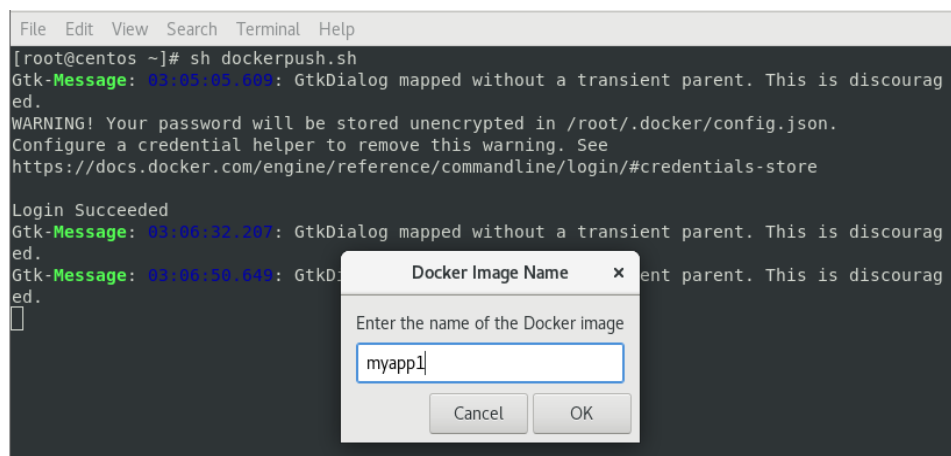 File Edit View Search Terminal Help
[root@centos ~]# sh dockerpush.sh
Gtk-Message: 03:05:05.609: GtkDialog mapped without a transient parent. This is discourag
ed.
WARNING! Your password will be stored unencrypted in /root/.docker/config.json.
Configure a credential helper to remove this warning. See
https://docs.docker.com/engine/reference/commandline/login/#credentials-store
Login Succeeded
Gtk-Message: 03:06:32.207: GtkDialog mapped without a transient parent. This is discourag
ed.
Gtk-Message: 03:06:50.649: GtkDi ent parent. This is discourag
ed.
Docker Image Name ×
Enter the name of the Docker image
myapp1
Cancel OK